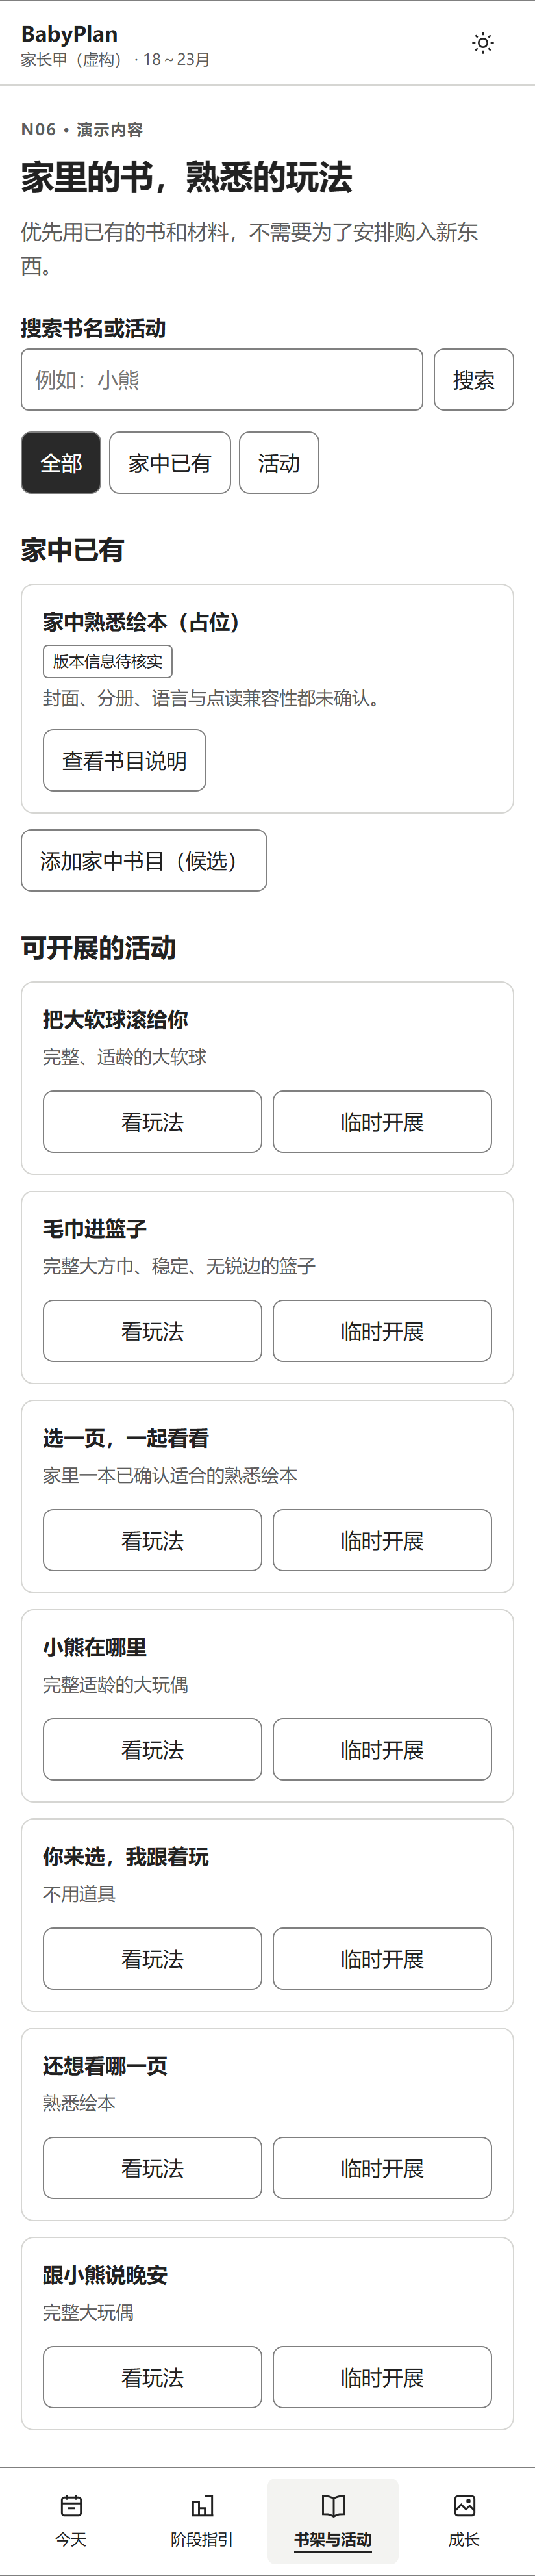 BabyPlan
家长甲（虚构） · 18～23月
N06 • 演示内容
家里的书，熟悉的玩法
优先用已有的书和材料，不需要为了安排购入新东
西。
搜索书名或活动
例如：小熊
搜索
全部
家中已有
活动
家中已有
家中熟悉绘本（占位）
版本信息待核实
封面、分册、语言与点读兼容性都未确认。
查看书目说明
添加家中书目（候选）
可开展的活动
把大软球滚给你
完整、适龄的大软球
看玩法
临时开展
毛巾进篮子
完整大方巾、稳定、无锐边的篮子
看玩法
临时开展
选一页，一起看看
家里一本已确认适合的熟悉绘本
看玩法
临时开展
小熊在哪里
完整适龄的大玩偶
看玩法
临时开展
你来选，我跟着玩
不用道具
看玩法
临时开展
还想看哪一页
熟悉绘本
看玩法
临时开展
跟小熊说晚安
完整大玩偶
看玩法
临时开展
今天
阶段指引
书架与活动
成长